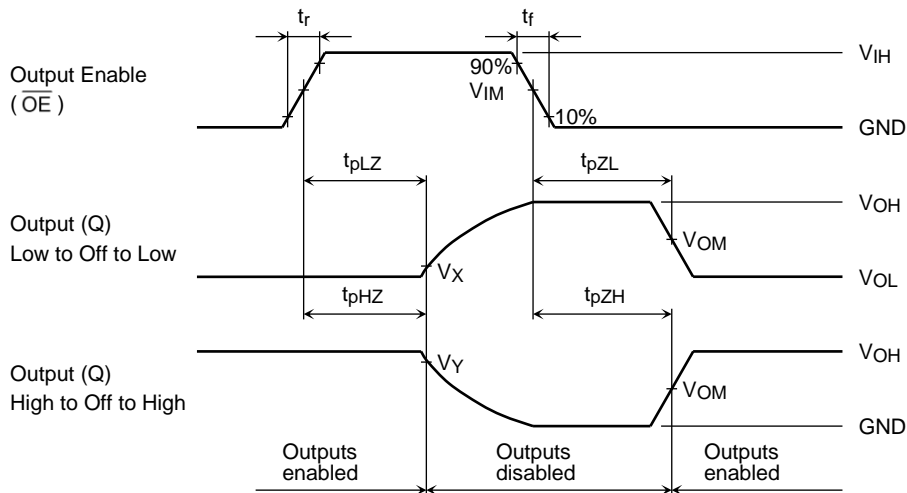 tr
tf
Output Enable
( OE )
90%
VIM
10%
VIH
GND
tpLZ
tpZL
Output (Q)
Low to Off to Low
VX
VOH
VOM
VOL
tpHZ
tpZH
Output (Q)
High to Off to High
VY
VOH
VOM
GND
Outputs
enabled
Outputs
disabled
Outputs
enabled